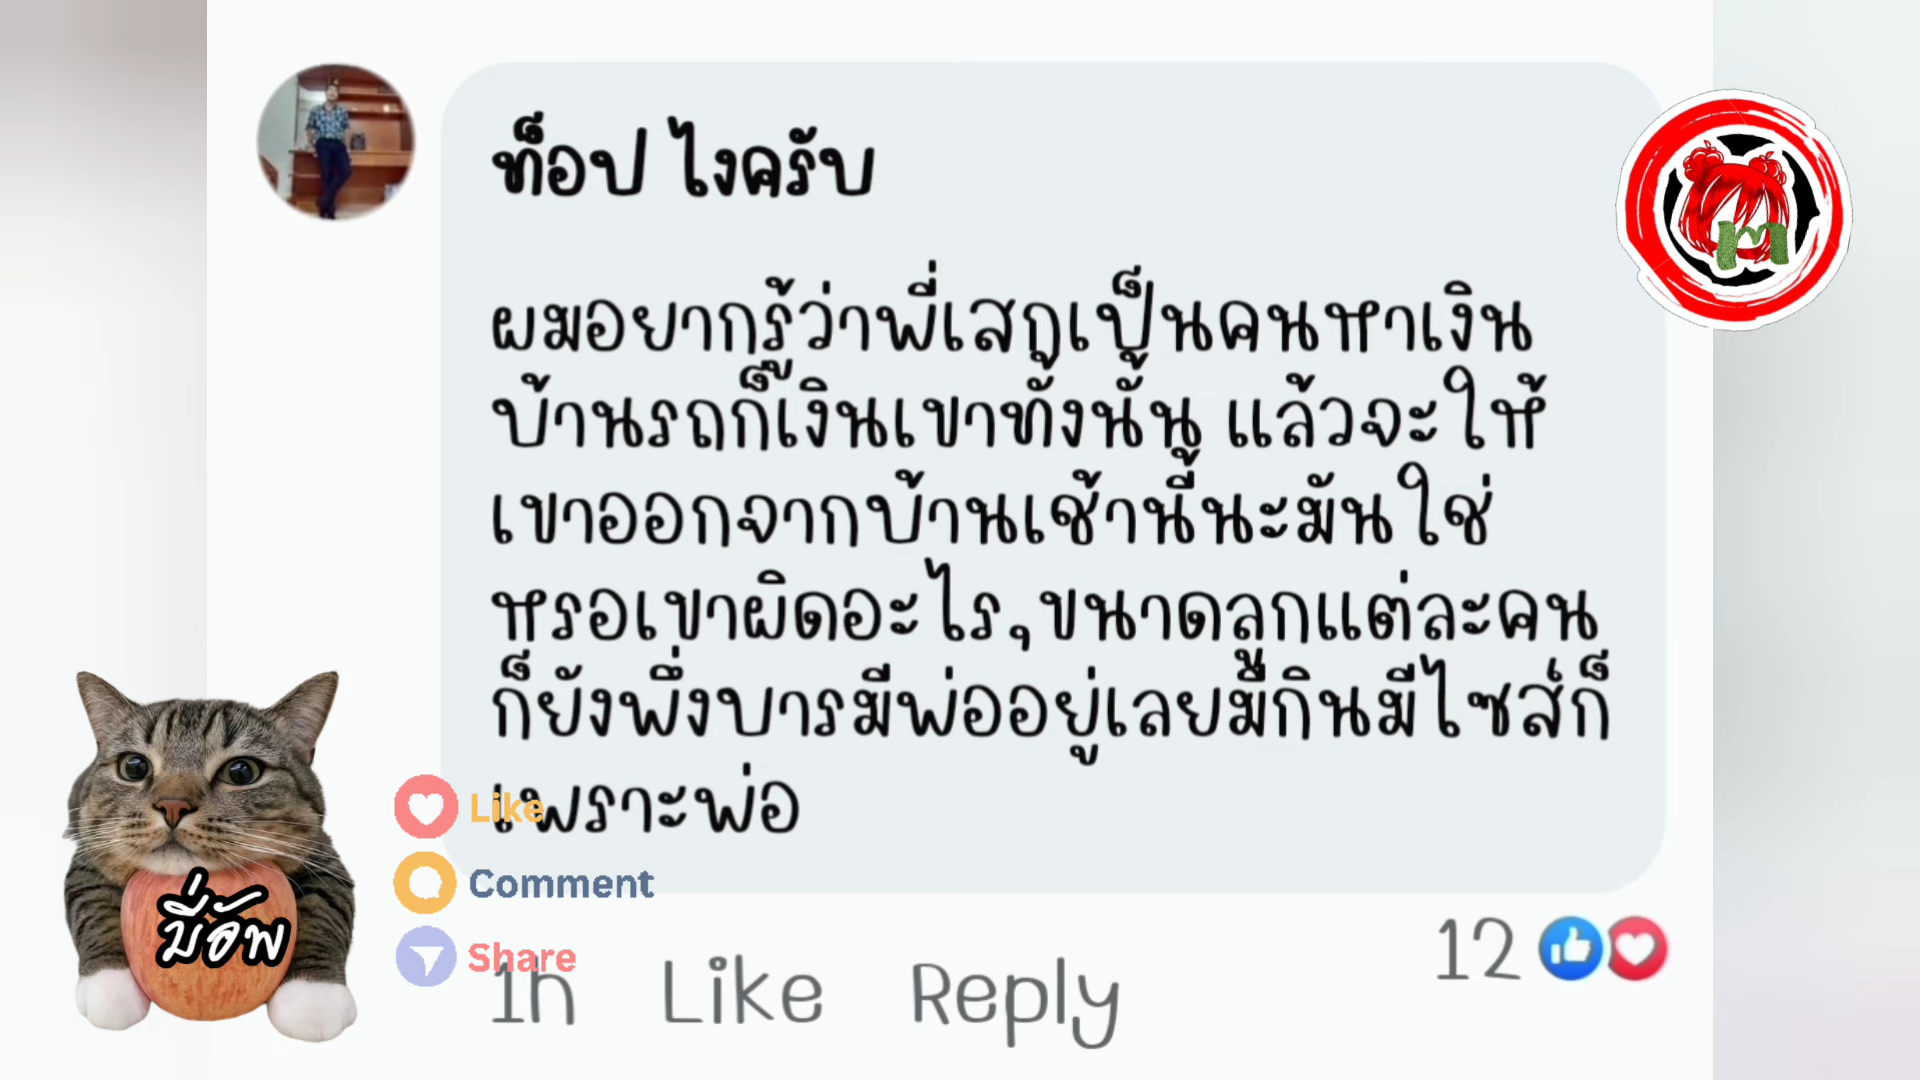 ท็อป ไงครับ
ผมอยากรู้ว่าพี่เสกเป็นคนหาเงิน
บ้านรถก็เงินเขาทั้งนั้น แล้วจะให้
เขาออกจากบ้านเช้านี้นะมันใช่
หรอเขาผิดอะไร,ขนาดลูกแต่ละคน
ก็ยังพึ่งบารมีพ่ออยู่เลยมีกินมีไซส์ก็
เพราะพ่อ
Like
Comment
Share
บี่อัพ
m
12
1h Like Reply